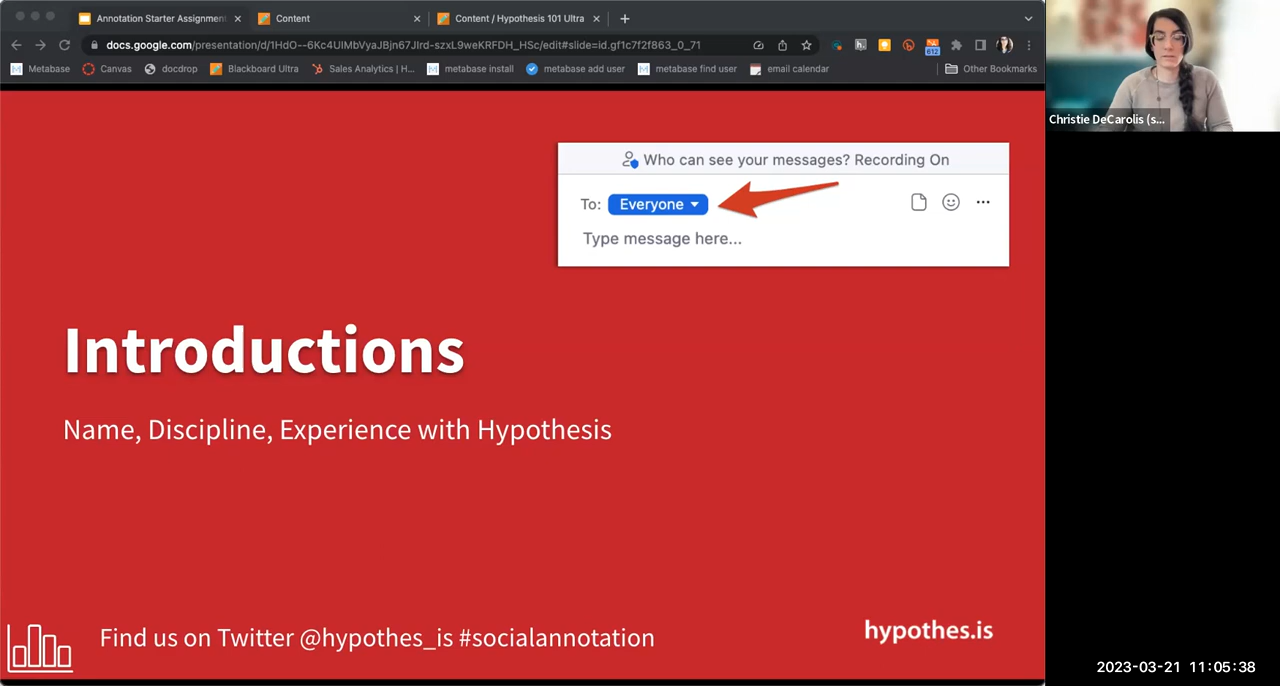 Annotation Starter Assignmen
Content
Content / Hypothesis 101 Ultra
docs.google.com/presentation/d/1HdO--6Kc4UIMbVyaJBjn67JIrd-szxL9weKRFDH_HSc/edit#slide=id.gf1c7f2f863_0_71
612
Metabase
Canvas
docdrop
Blackboard Ultra
Sales Analytics | H...
metabase install
metabase add user
metabase find user
email calendar
Other Bookmarks
Christie DeCarolis (s...
Who can see your messages? Recording On
To: Everyone
Type message here...
Introductions
Name, Discipline, Experience with Hypothesis
Find us on Twitter @hypothes_is #socialannotation
hypothes.is
2023-03-21 11:05:38